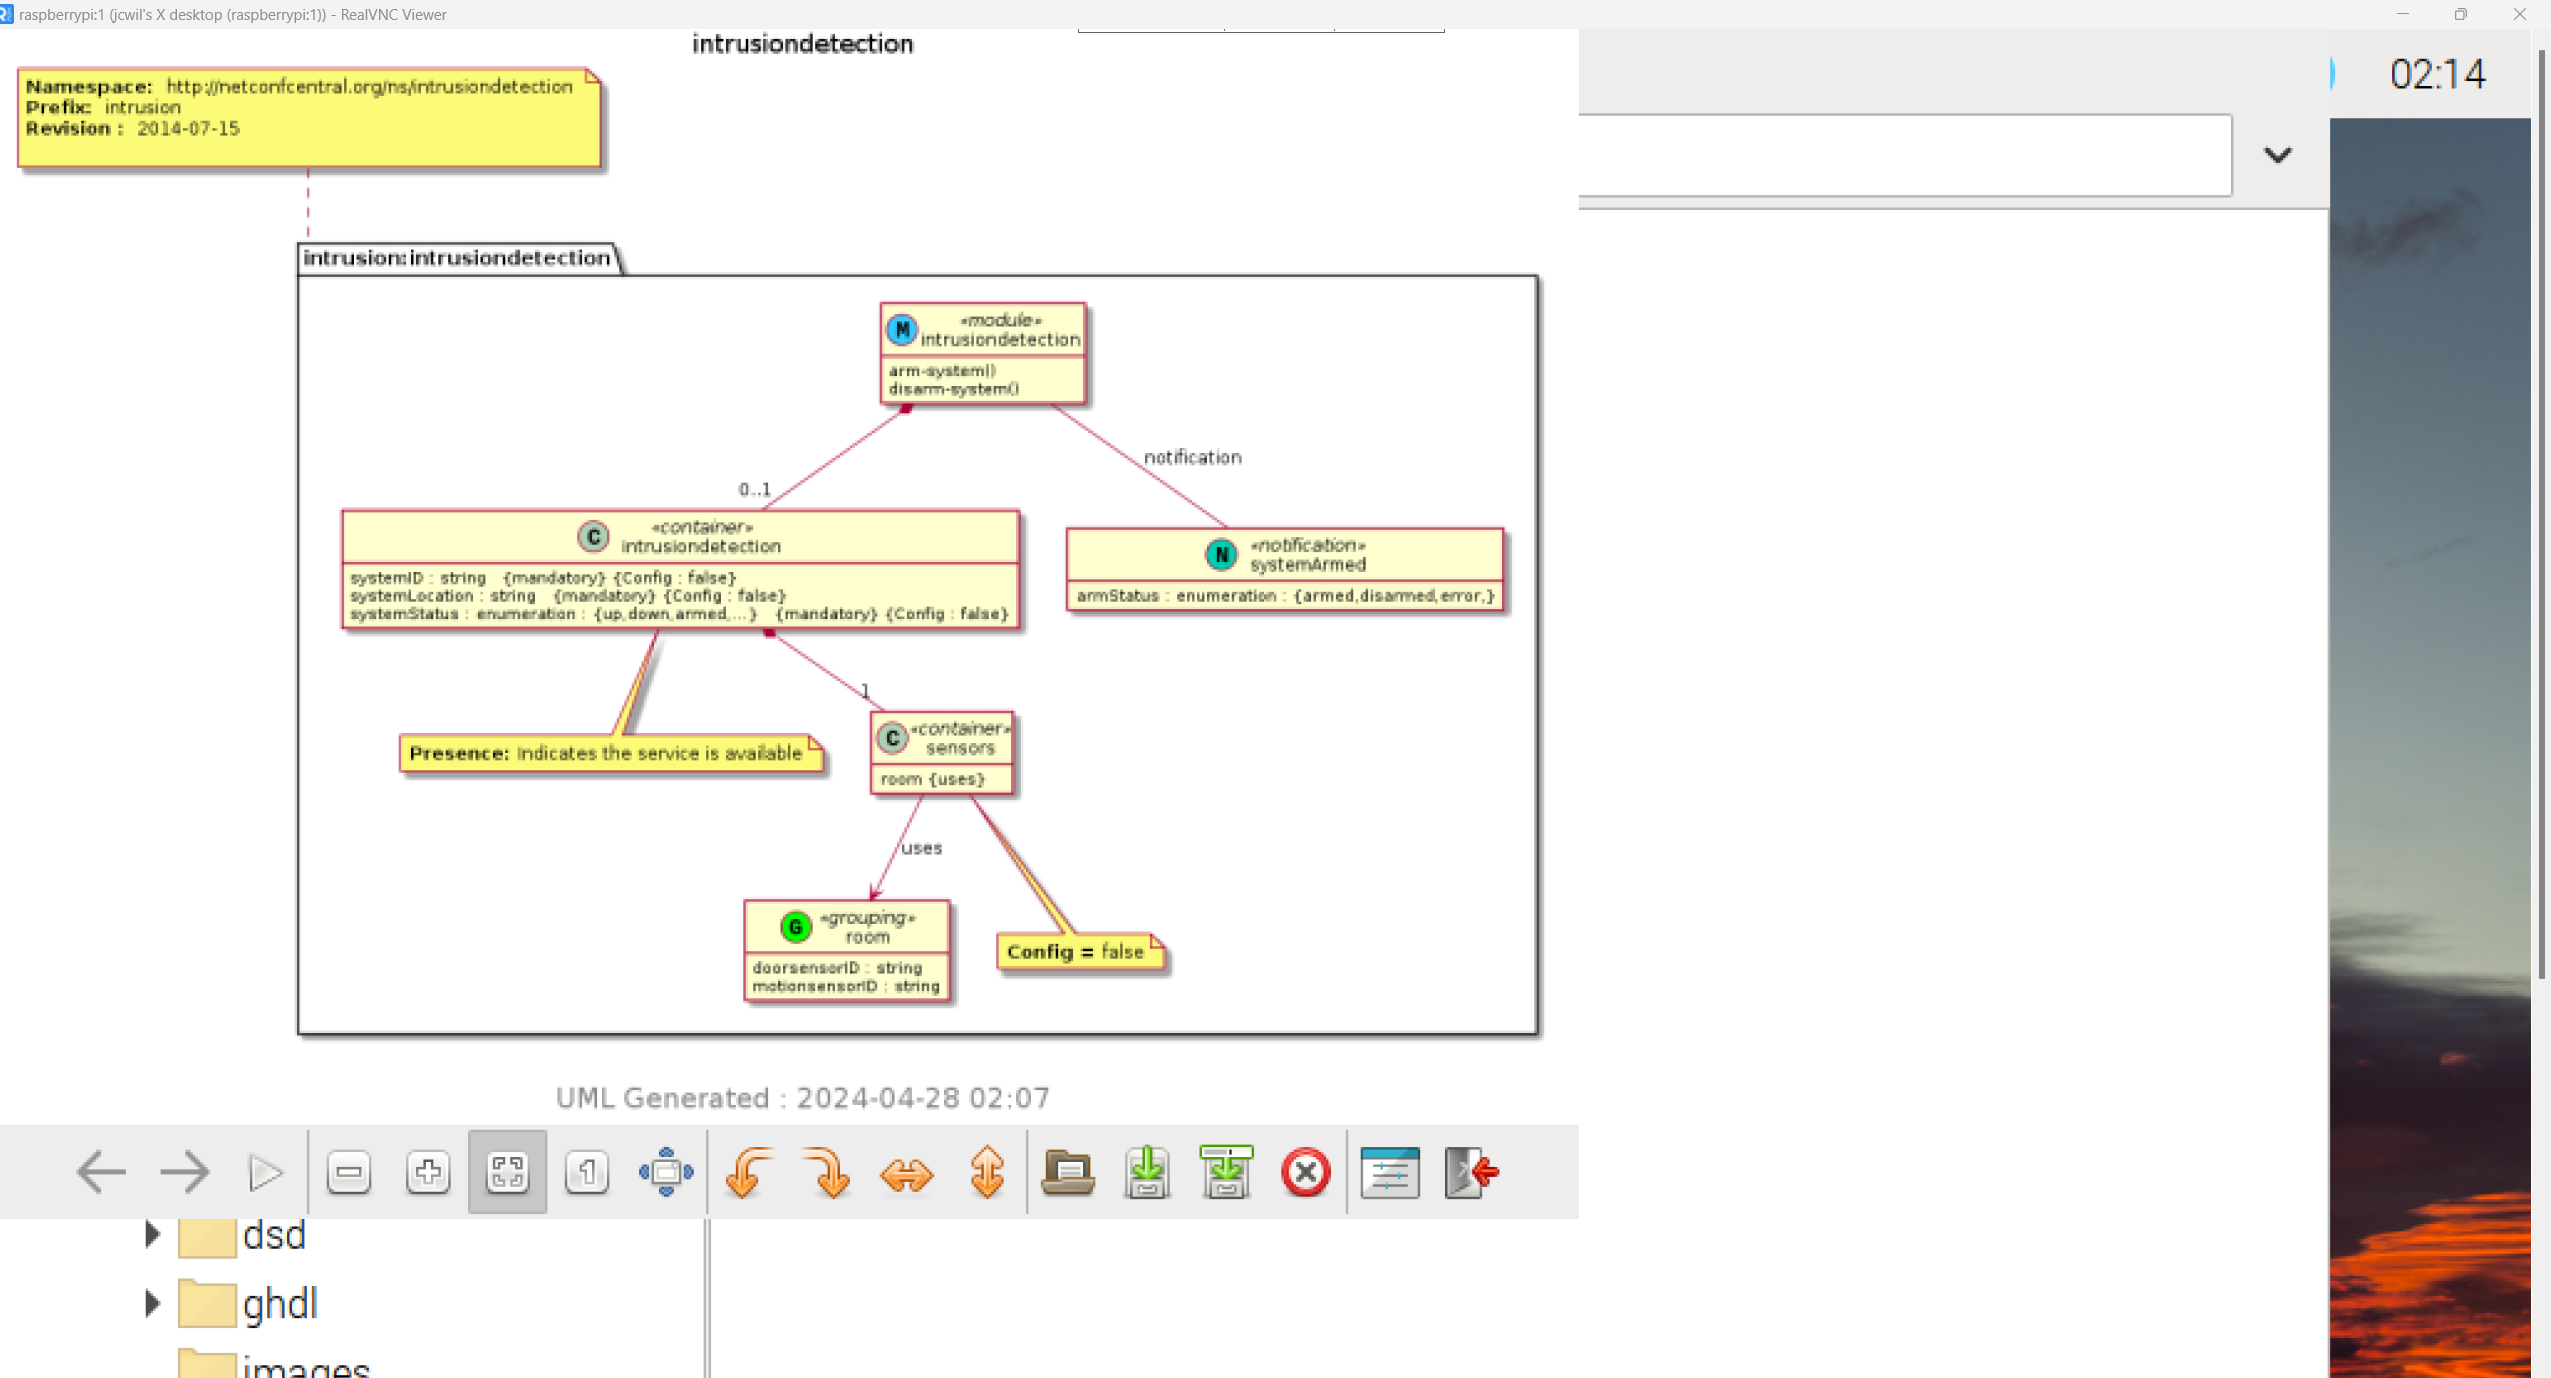 raspberrypi:1 (jcwil's X desktop (raspberrypi:1)) - RealVNC Viewer
02:14
intrusiondetection
Namespace: http://netconfcentral.org/ns/intrusiondetection
Prefix: intrusion
Revision : 2014-07-15
intrusion:intrusiondetection
M
«module»
intrusiondetection
arm-system()
disarm-system()
notification
0..1
C
«container»
intrusiondetection
systemID : string {mandatory} {Config : false}
systemLocation : string {mandatory} {Config : false}
systemStatus : enumeration : {up,down,armed,...} {mandatory} {Config : false}
N
«notification»
systemArmed
armStatus : enumeration : {armed,disarmed,error,}
1
Presence: Indicates the service is available
C
«container»
sensors
room {uses}
uses
G
«grouping»
room
doorsensorID : string
motionsensorID : string
Config = false
UML Generated : 2024-04-28 02:07
1
dsd
ghdl
images